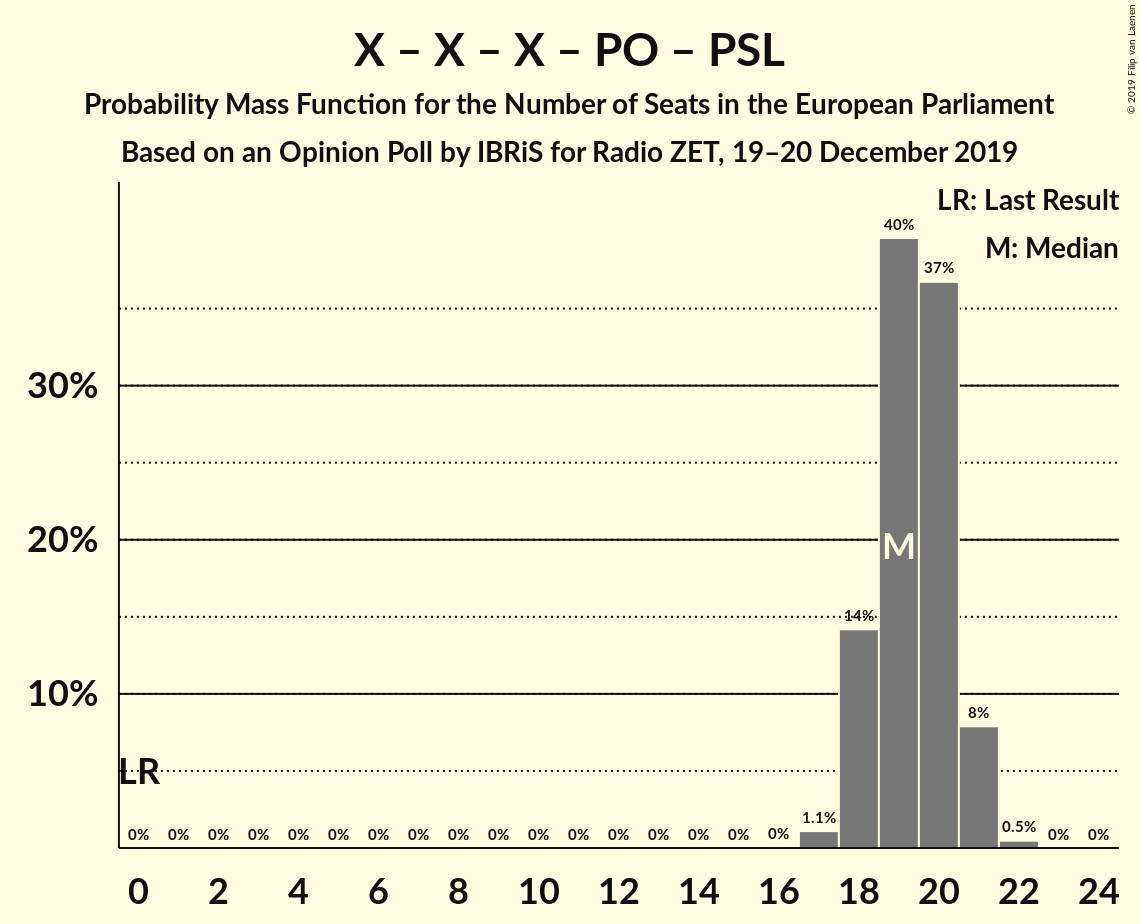 X – X – X – PO – PSL
Probability Mass Function for the Number of Seats in the European Parliament
Based on an Opinion Poll by IBRiS for Radio ZET, 19–20 December 2019
© 2019 Filip van Laenen
LR: Last Result
M: Median
40%
37%
30%
20%
M
14%
10%
8%
LR
1.1%
0.5%
0% 0% 0% 0% 0% 0% 0% 0% 0% 0% 0% 0% 0% 0% 0% 0% 0% 0% 0%
0 2 4 6 8 10 12 14 16 18 20 22 24